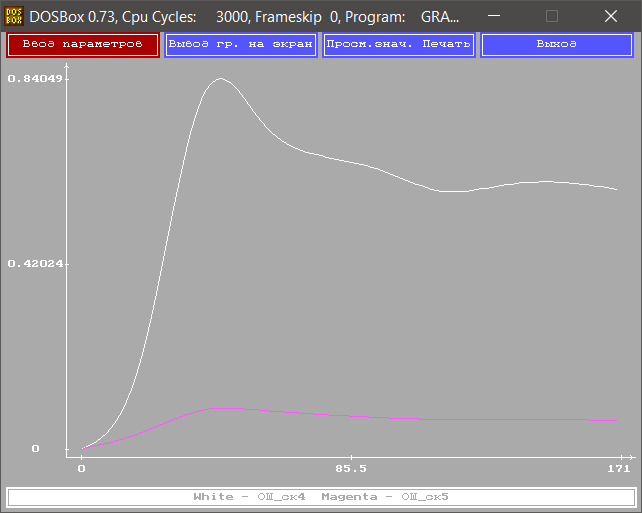 DOSBox 0.73, Cpu Cycles: 3000, Frameskip 0, Program: GRA...
Ввод параметров Вывод гр. на экран Просм.знач. Печать Выход
0.84049
0.42024
0
0 85.5 171
White - ОШ_ск4 Magenta - ОШ_ск5